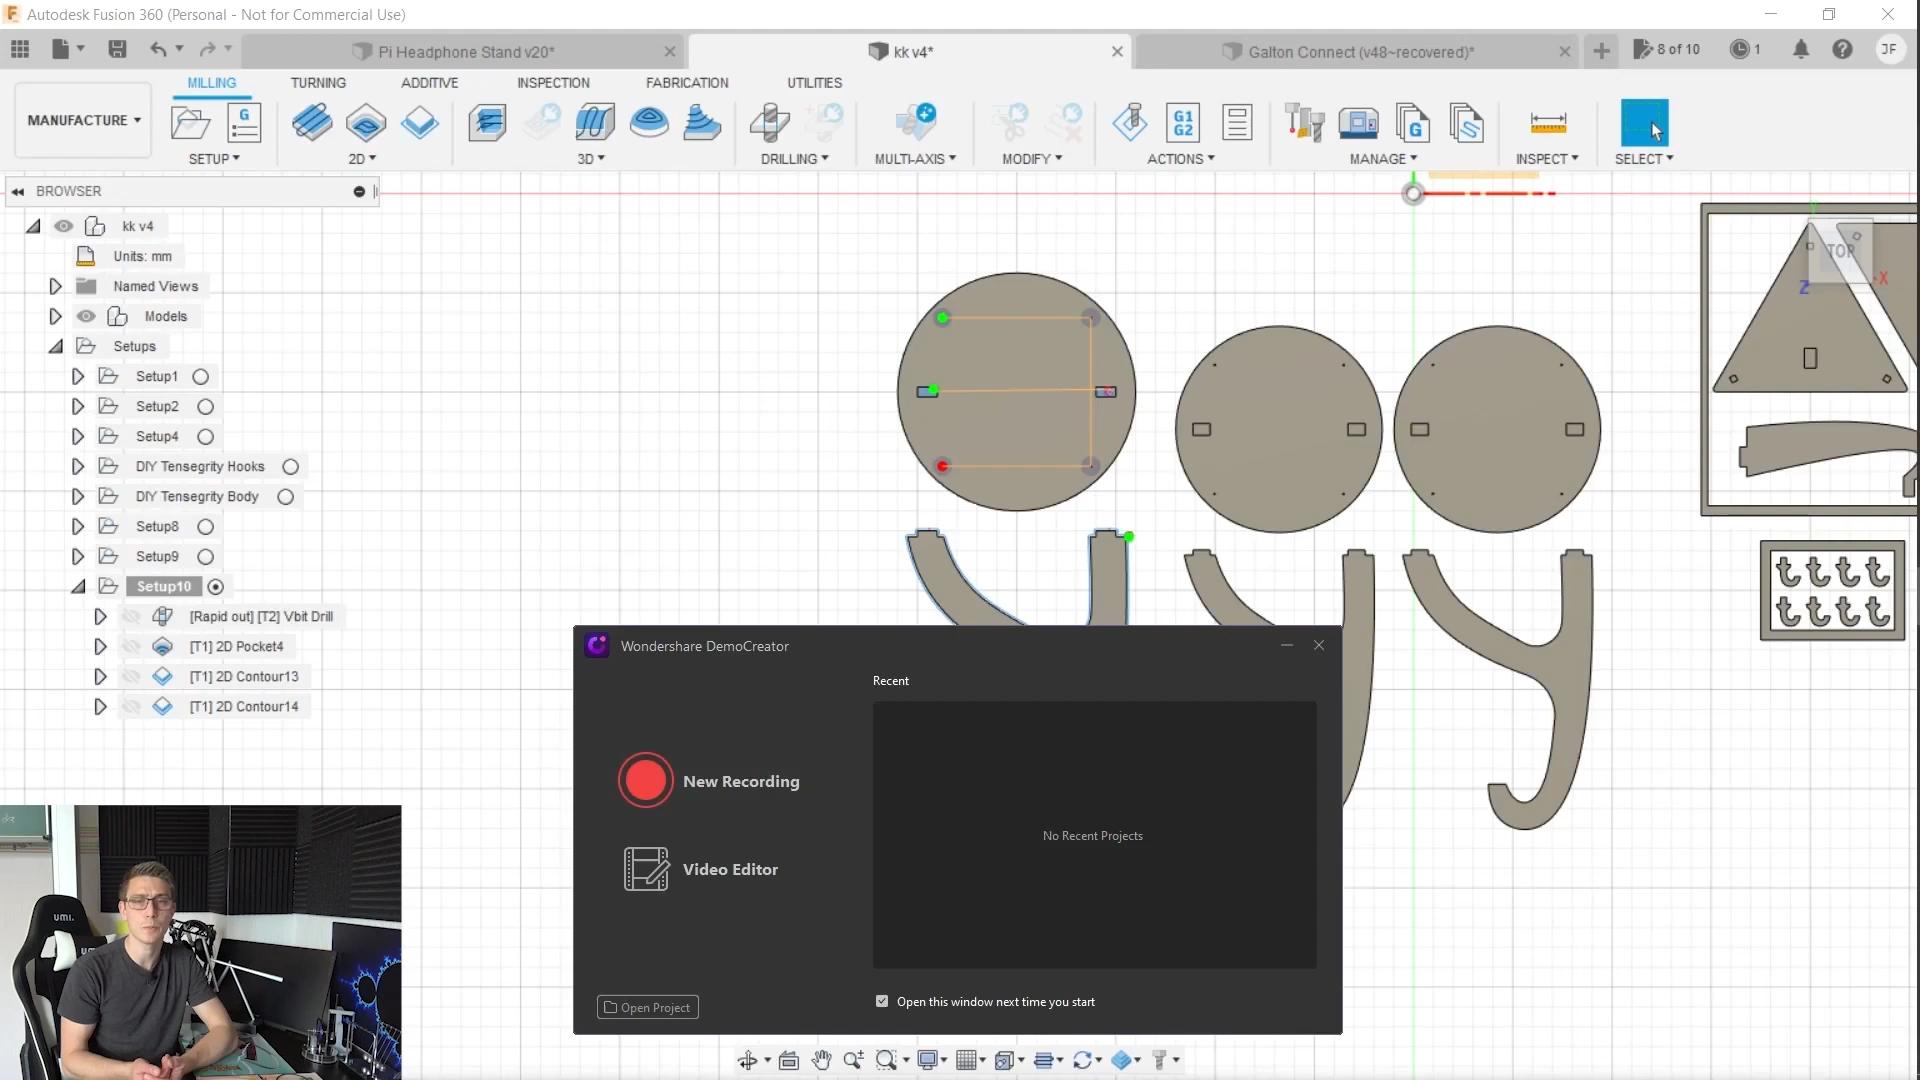 Autodesk Fusion 360 (Personal - Not for Commercial Use)
Pi Headphone Stand v20*
kk v4*
Galton Connect (v48~recovered)*
8 of 10
1
JF
MILLING
TURNING
ADDITIVE
INSPECTION
FABRICATION
UTILITIES
MANUFACTURE
G
G1
G2
G
SETUP
2D
3D
DRILLING
MULTI-AXIS
MODIFY
ACTIONS
MANAGE
INSPECT
SELECT
BROWSER
kk v4
Units: mm
Named Views
Models
Setups
Setup1
Setup2
Setup4
DIY Tensegrity Hooks
DIY Tensegrity Body
Setup8
Setup9
Setup10
[Rapid out] [T2] Vbit Drill
[T1] 2D Pocket4
[T1] 2D Contour13
[T1] 2D Contour14
TOP
X
Z
Wondershare DemoCreator
Recent
New Recording
No Recent Projects
Video Editor
Open Project
Open this window next time you start
umi.